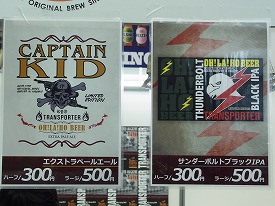 ORIGINAL BREW
CAPTAIN
KID
LIMITED
EDITION
TRANSPORTER
OH!LA!HO BEER
EXTRA PALE ALE
エクストラペールエール
ハーフ/300円 ラージ/500円
OH!LA!HO BEER
THUNDERBOLT
BLACK IPA
TRANSPORTER
サンダーボルトブラックIPA
ハーフ/300円 ラージ/500円